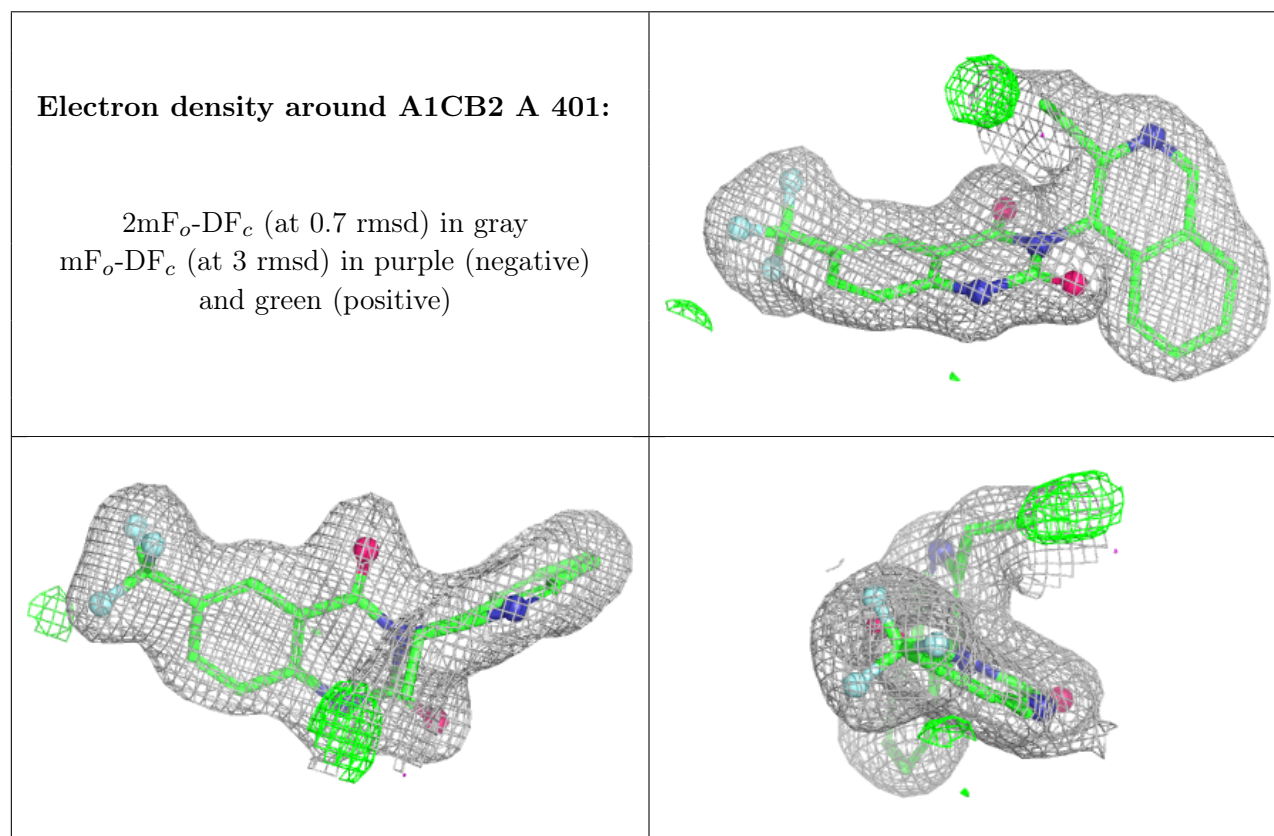 Electron density around A1CB2 A 401:
2mFo-DFc (at 0.7 rmsd) in gray
mFo-DFc (at 3 rmsd) in purple (negative)
and green (positive)